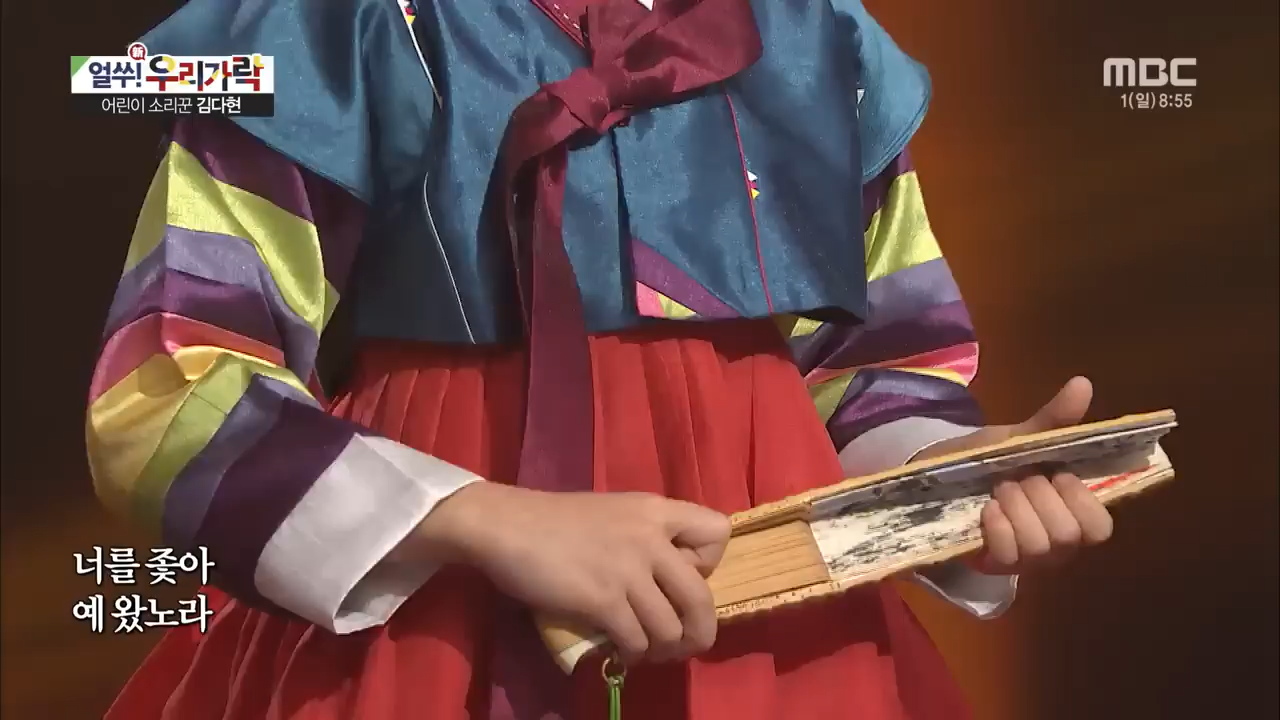 新
얼쑤! 우리가락
어린이 소리꾼 김다현
MBC
1(일) 8:55
너를 좇아
예 왔노라